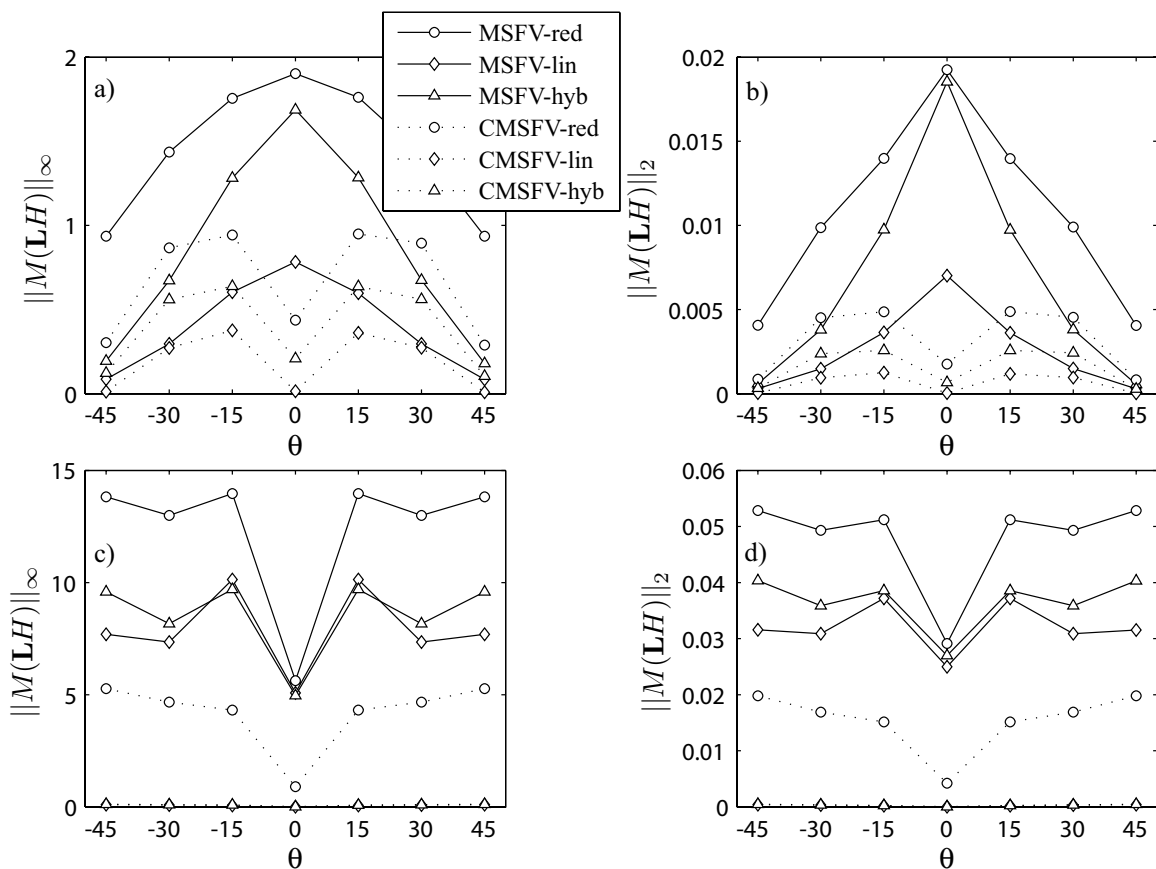 MSFV-red
MSFV-lin
MSFV-hyb
CMSFV-red
CMSFV-lin
CMSFV-hyb
a)
2
1
0
||M(LH)||∞
-45 -30 -15 0 15 30 45
θ
b)
0.02
0.015
0.01
0.005
0
||M(LH)||₂
-45 -30 -15 0 15 30 45
θ
c)
15
10
5
0
||M(LH)||∞
-45 -30 -15 0 15 30 45
θ
d)
0.06
0.05
0.04
0.03
0.02
0.01
0
||M(LH)||₂
-45 -30 -15 0 15 30 45
θ